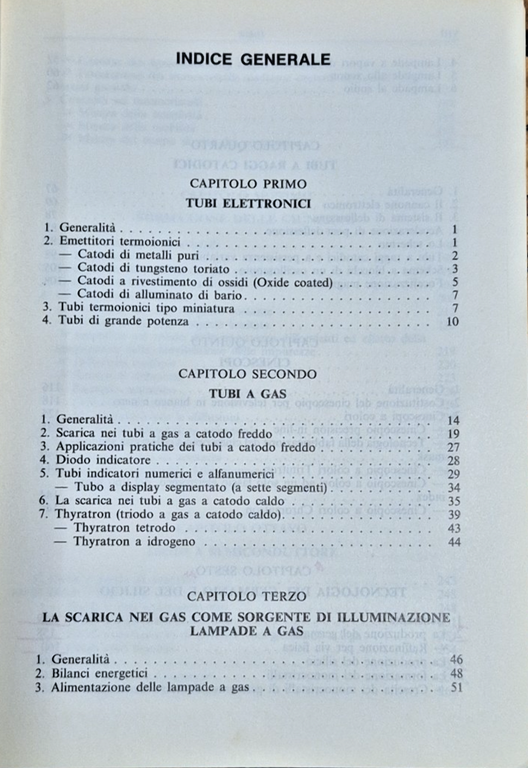 INDICE GENERALE
CAPITOLO PRIMO
TUBI ELETTRONICI
1. Generalità . . . . . . . . . . 1
2. Emettitori termoionici . . . . . . . . . . 1
— Catodi di metalli puri . . . . . . . . . . 2
— Catodi di tungsteno toriato . . . . . . . . . . 3
— Catodi a rivestimento di ossidi (Oxide coated) . . . . . . . . . . 5
— Catodi di alluminato di bario . . . . . . . . . . 7
3. Tubi termoionici tipo miniatura . . . . . . . . . . 7
4. Tubi di grande potenza . . . . . . . . . . 10
CAPITOLO SECONDO
TUBI A GAS
1. Generalità . . . . . . . . . . 14
2. Scarica nei tubi a gas a catodo freddo . . . . . . . . . . 19
3. Applicazioni pratiche dei tubi a catodo freddo . . . . . . . . . . 27
4. Diodo indicatore . . . . . . . . . . 28
5. Tubi indicatori numerici e alfanumerici . . . . . . . . . . 29
— Tubo a display segmentato (a sette segmenti) . . . . . . . . . . 34
6. La scarica nei tubi a gas a catodo caldo . . . . . . . . . . 35
7. Thyratron (triodo a gas a catodo caldo) . . . . . . . . . . 39
— Thyratron tetrodo . . . . . . . . . . 43
— Thyratron a idrogeno . . . . . . . . . . 44
CAPITOLO TERZO
LA SCARICA NEI GAS COME SORGENTE DI ILLUMINAZIONE
LAMPADE A GAS
1. Generalità . . . . . . . . . . 46
2. Bilanci energetici . . . . . . . . . . 48
3. Alimentazione delle lampade a gas . . . . . . . . . . 51